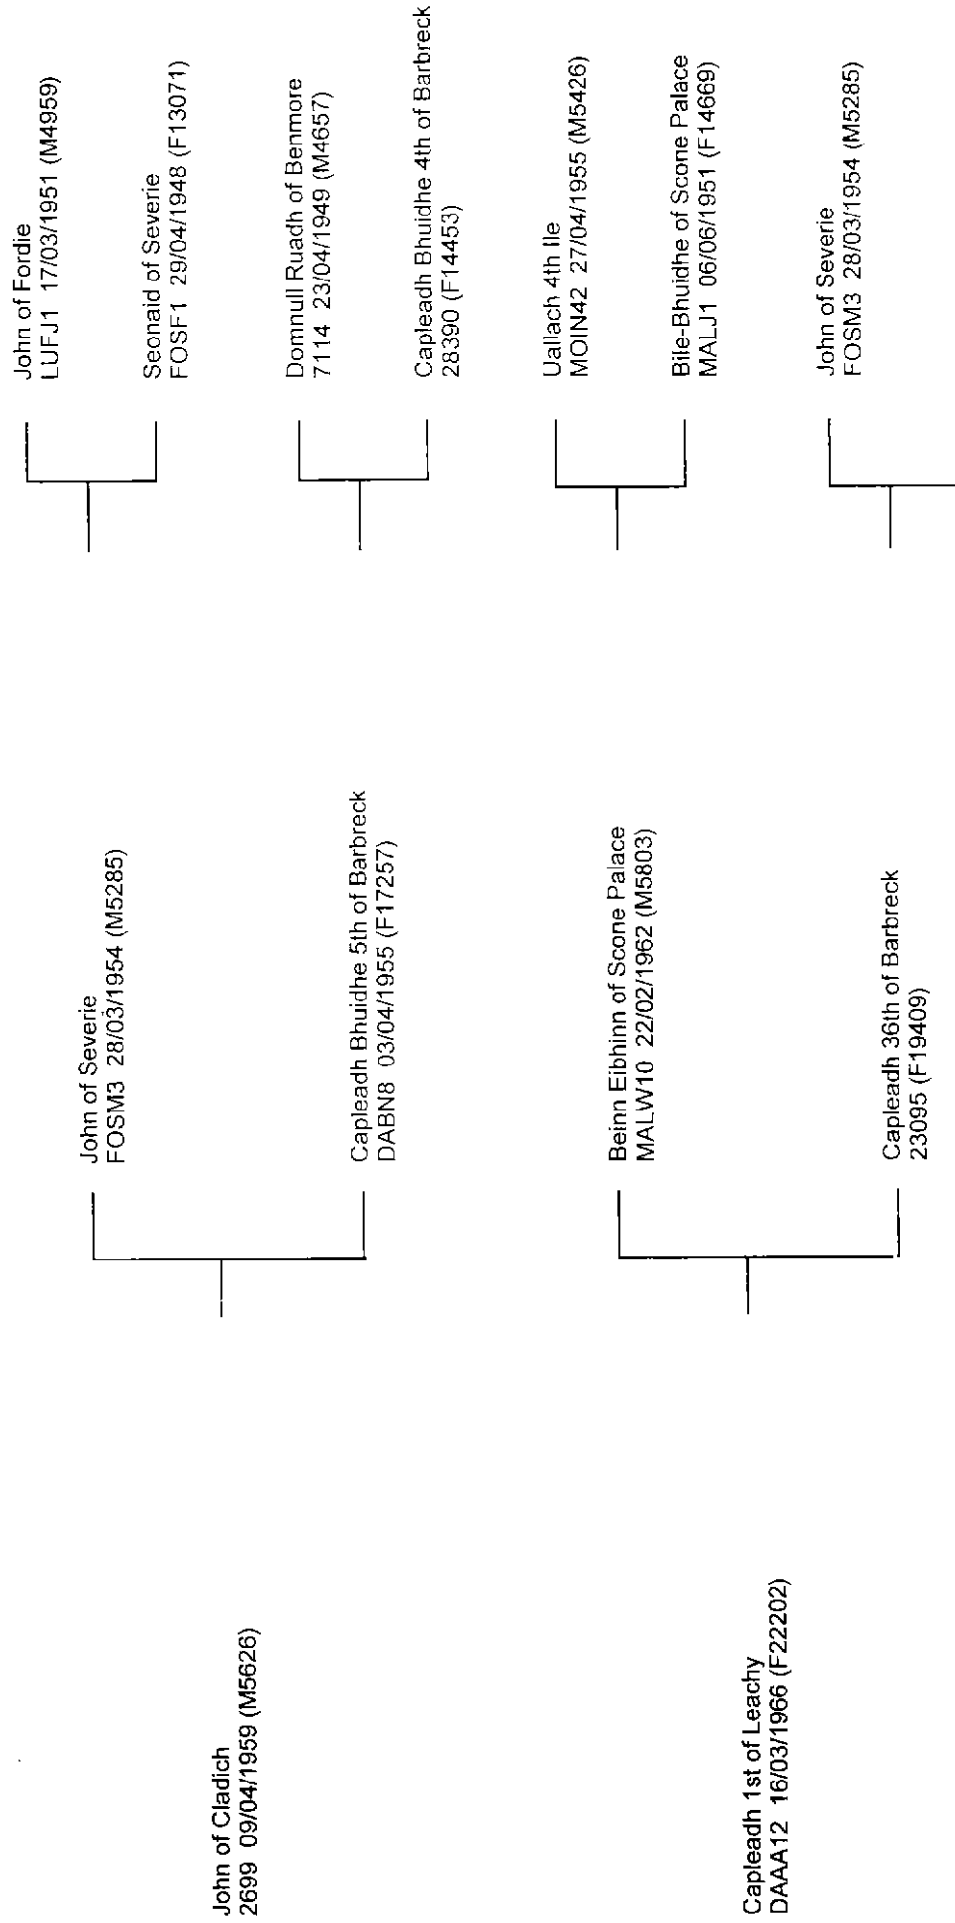 John of Cladich
2699 09/04/1959 (M5626)
Capleadh 1st of Leachy
DAAA12 16/03/1966 (F22202)
John of Severie
FOSM3 28/03/1954 (M5285)
Capleadh Bhuidhe 5th of Barbreck
DABN8 03/04/1955 (F17257)
Beinn Eibhinn of Scone Palace
MALW10 22/02/1962 (M5803)
Capleadh 36th of Barbreck
23095 (F19409)
John of Fordie
LUFJ1 17/03/1951 (M4959)
Seonaid of Severie
FOSF1 29/04/1948 (F13071)
Domnull Ruadh of Benmore
7114 23/04/1949 (M4657)
Capleadh Bhuidhe 4th of Barbreck
28390 (F14453)
Uallach 4th Ile
MOIN42 27/04/1955 (M5426)
Bile-Bhuidhe of Scone Palace
MALJ1 06/06/1951 (F14669)
John of Severie
FOSM3 28/03/1954 (M5285)